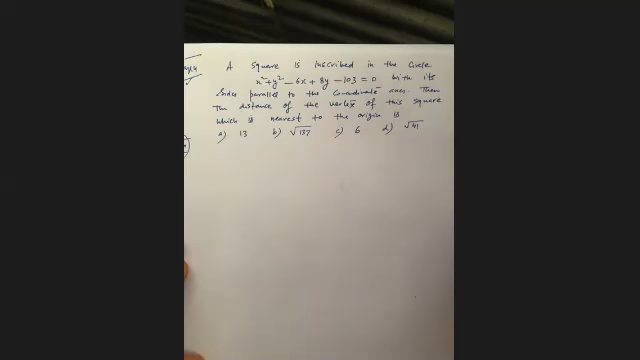 A Square is inscribed in the Circle
x²+y² - 6x + 8y - 103 = 0 with its
sides parallel to the co-ordinate axes. Then
the distance of the vertex of this square
which is nearest to the origin is
a) 13 b) √137 c) 6 d) √41